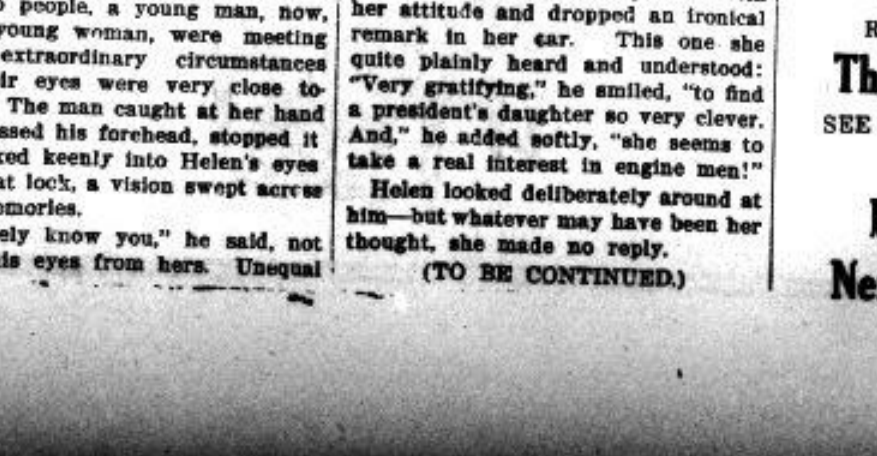 people, a young man, now,
young woman, were meeting
extraordinary circumstances
ir eyes were very close to-
The man caught at her hand
ssed his forehead, stopped it
ked keenly into Helen's eyes
at lock, a vision swept across
emories.
ely know you," he said, not
is eyes from hers. Unequal
her attitude and dropped an ironical
remark in her ear. This one she
quite plainly heard and understood:
"Very gratifying," he smiled, "to find
a president's daughter so very clever.
And," he added softly, "she seems to
take a real interest in engine men!"
Helen looked deliberately around at
him—but whatever may have been her
thought, she made no reply.
(TO BE CONTINUED.)
R
Th
SEE
Ne